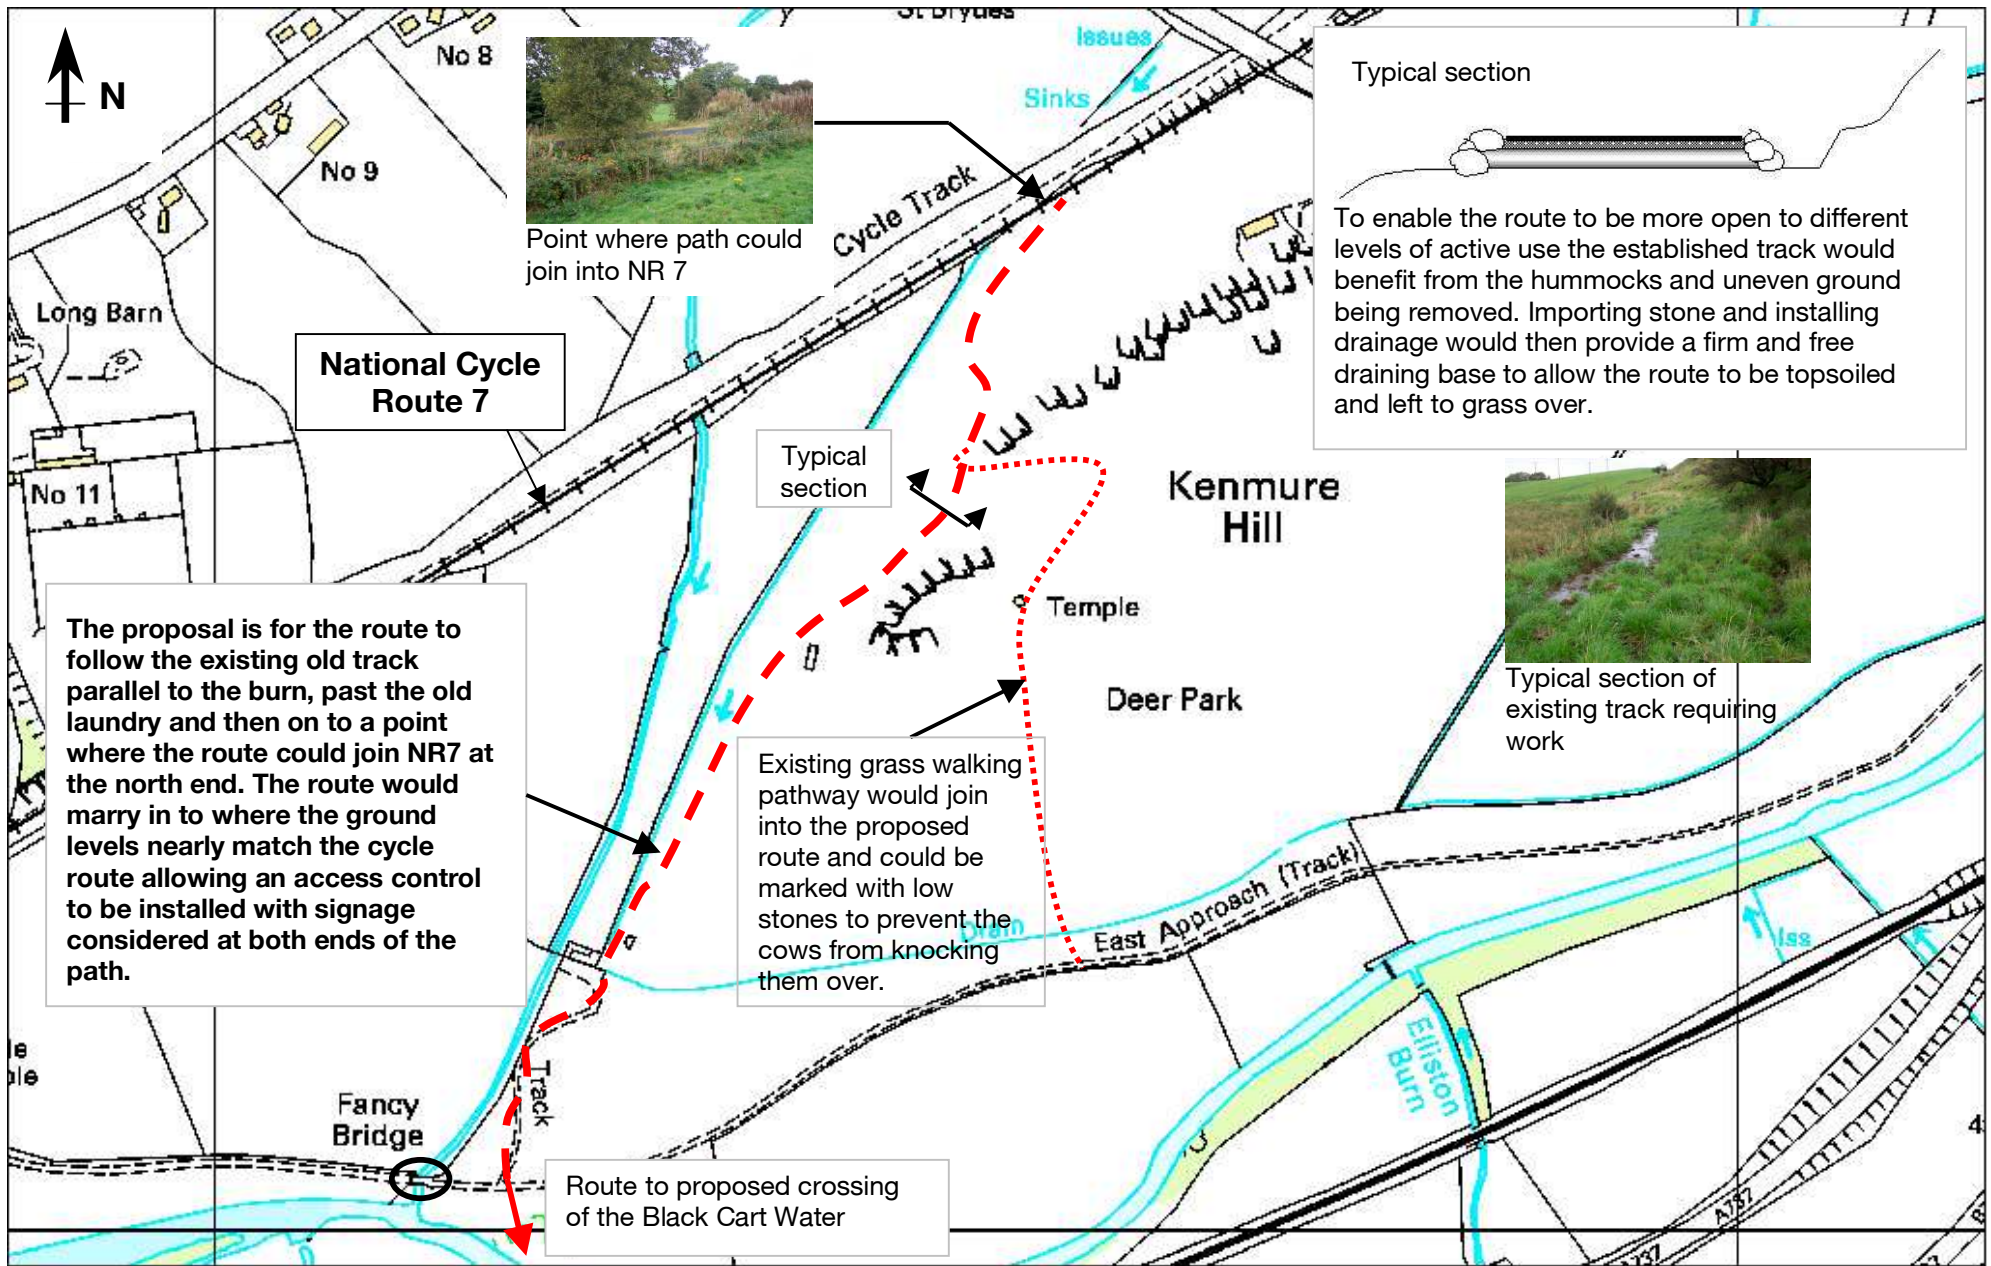 St Brydes
Issues
No 8
N
Sinks
Typical section
No 9
Cycle Track
To enable the route to be more open to different
levels of active use the established track would
benefit from the hummocks and uneven ground
being removed. Importing stone and installing
drainage would then provide a firm and free
draining base to allow the route to be topsoiled
and left to grass over.
Point where path could
join into NR 7
Long Barn
National Cycle
Route 7
Typical
section
No 11
Kenmure
Hill
Temple
Deer Park
Typical section of
existing track requiring
work
The proposal is for the route to
follow the existing old track
parallel to the burn, past the old
laundry and then on to a point
where the route could join NR7 at
the north end. The route would
marry in to where the ground
levels nearly match the cycle
route allowing an access control
to be installed with signage
considered at both ends of the
path.
Existing grass walking
pathway would join
into the proposed
route and could be
marked with low
stones to prevent the
cows from knocking
them over.
Drain
East Approach (Track)
Iss
Elliston
Burn
Track
Fancy
Bridge
Route to proposed crossing
of the Black Cart Water
A737